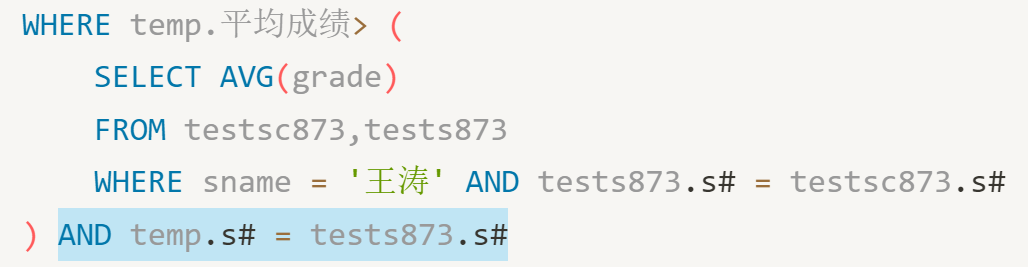 WHERE temp.平均成绩> (
SELECT AVG(grade)
FROM testsc873,tests873
WHERE sname = '王涛' AND tests873.s# = testsc873.s#
) AND temp.s# = tests873.s#